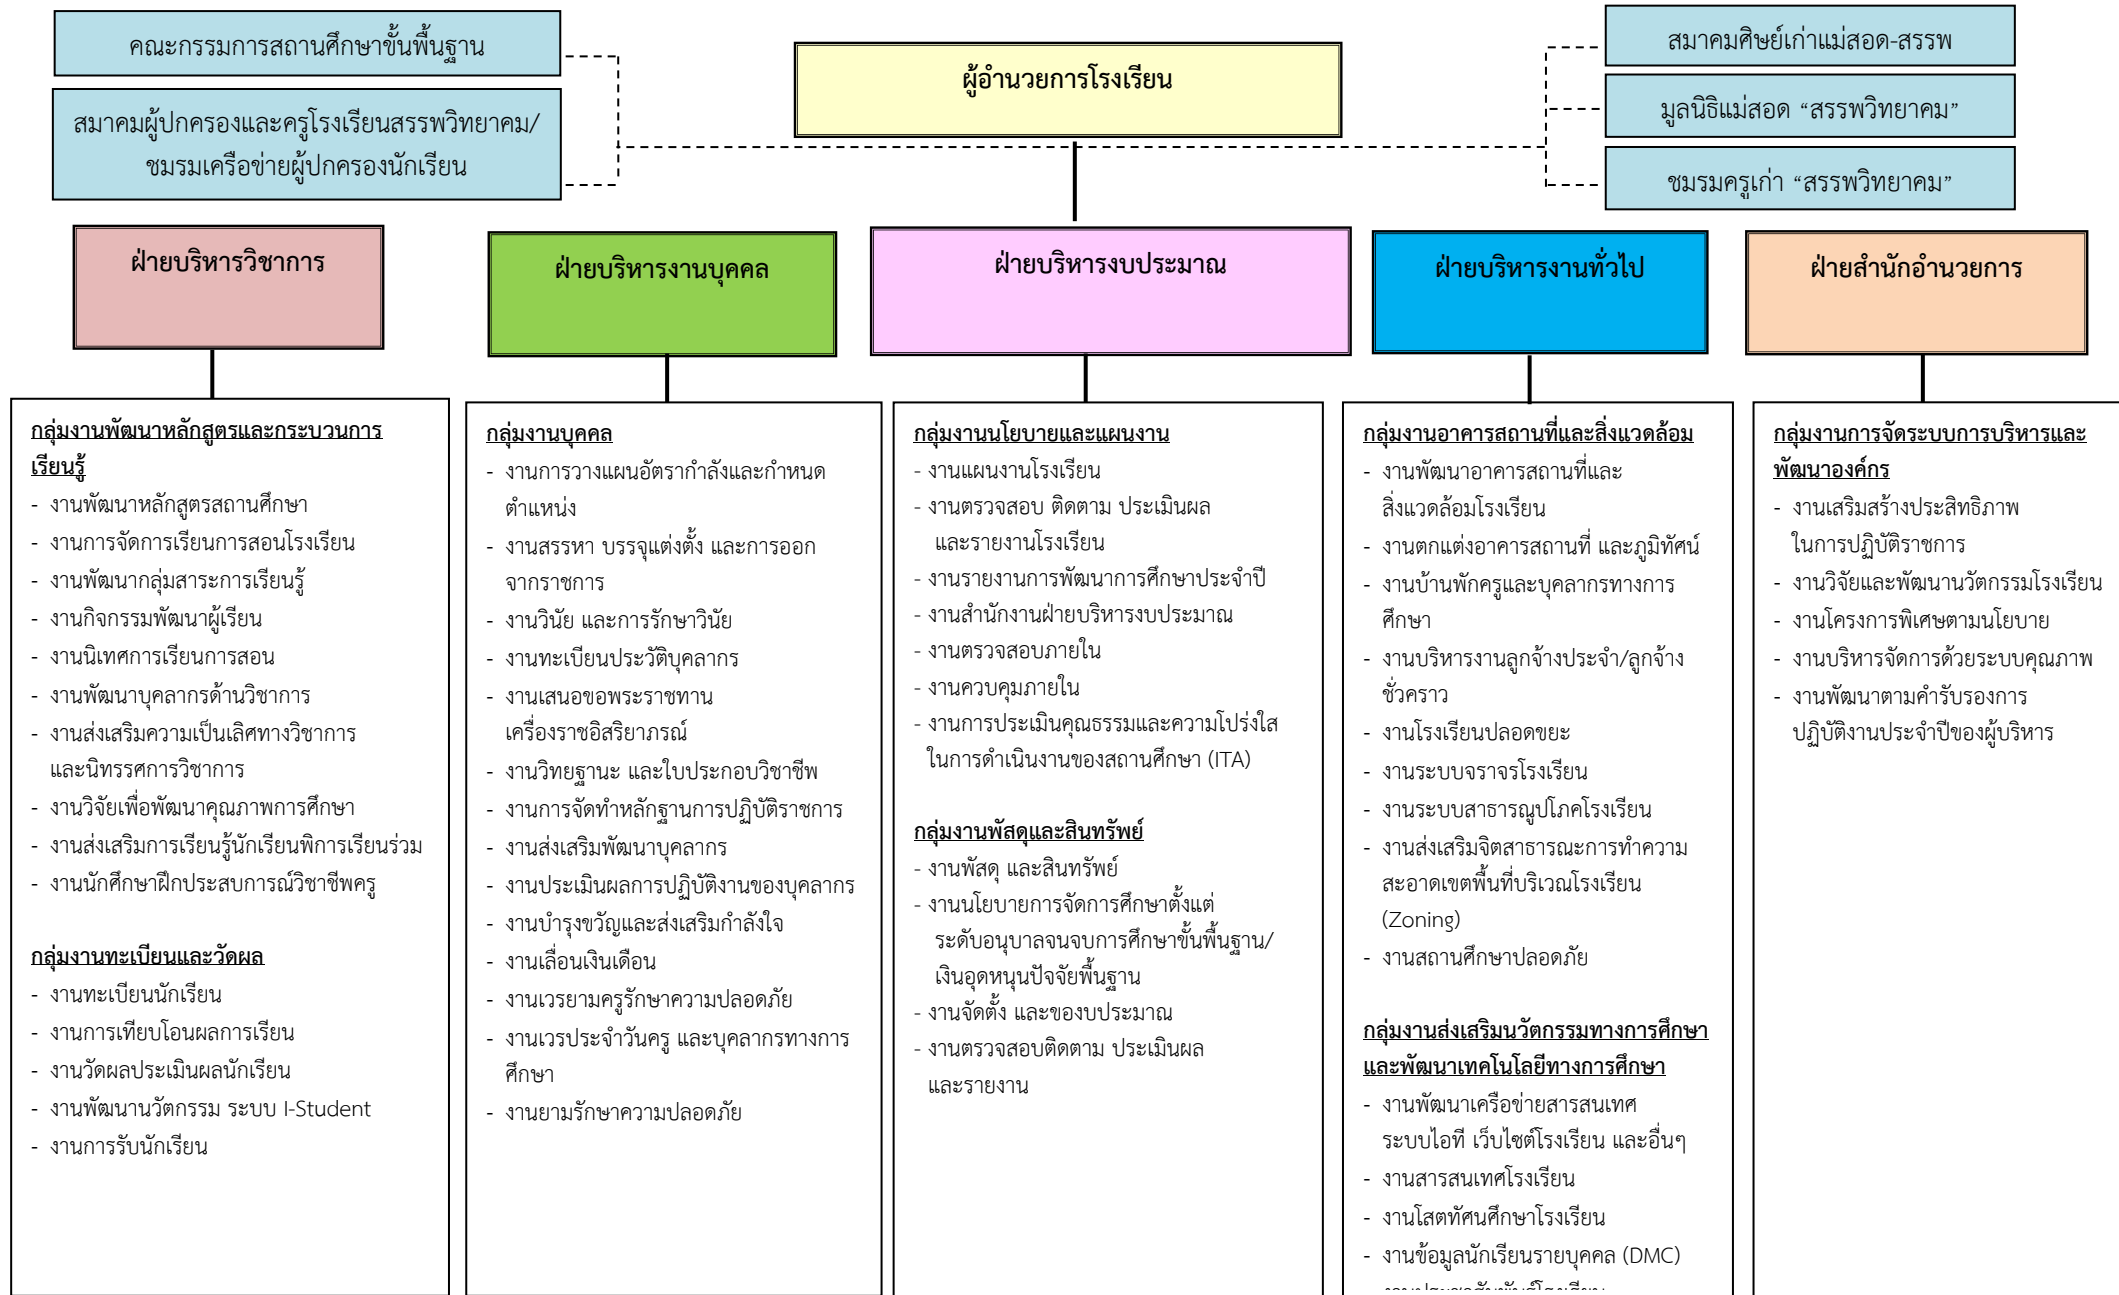 คณะกรรมการสถานศึกษาขั้นพื้นฐาน
สมาคมผู้ปกครองและครูโรงเรียนสรรพวิทยาคม/
ชมรมเครือข่ายผู้ปกครองนักเรียน
ผู้อำนวยการโรงเรียน
สมาคมศิษย์เก่าแม่สอด-สรรพ
มูลนิธิแม่สอด “สรรพวิทยาคม”
ชมรมครูเก่า “สรรพวิทยาคม”
ฝ่ายบริหารวิชาการ
ฝ่ายบริหารงานบุคคล
ฝ่ายบริหารงบประมาณ
ฝ่ายบริหารงานทั่วไป
ฝ่ายสำนักอำนวยการ
กลุ่มงานพัฒนาหลักสูตรและกระบวนการ
เรียนรู้
- งานพัฒนาหลักสูตรสถานศึกษา
- งานการจัดการเรียนการสอนโรงเรียน
- งานพัฒนากลุ่มสาระการเรียนรู้
- งานกิจกรรมพัฒนาผู้เรียน
- งานนิเทศการเรียนการสอน
- งานพัฒนาบุคลากรด้านวิชาการ
- งานส่งเสริมความเป็นเลิศทางวิชาการ
และนิทรรศการวิชาการ
- งานวิจัยเพื่อพัฒนาคุณภาพการศึกษา
- งานส่งเสริมการเรียนรู้นักเรียนพิการเรียนร่วม
- งานนักศึกษาฝึกประสบการณ์วิชาชีพครู
กลุ่มงานทะเบียนและวัดผล
- งานทะเบียนนักเรียน
- งานการเทียบโอนผลการเรียน
- งานวัดผลประเมินผลนักเรียน
- งานพัฒนานวัตกรรม ระบบ I-Student
- งานการรับนักเรียน
กลุ่มงานบุคคล
- งานการวางแผนอัตรากำลังและกำหนด
ตำแหน่ง
- งานสรรหา บรรจุแต่งตั้ง และการออก
จากราชการ
- งานวินัย และการรักษาวินัย
- งานทะเบียนประวัติบุคลากร
- งานเสนอขอพระราชทาน
เครื่องราชอิสริยาภรณ์
- งานวิทยฐานะ และใบประกอบวิชาชีพ
- งานการจัดทำหลักฐานการปฏิบัติราชการ
- งานส่งเสริมพัฒนาบุคลากร
- งานประเมินผลการปฏิบัติงานของบุคลากร
- งานบำรุงขวัญและส่งเสริมกำลังใจ
- งานเลื่อนเงินเดือน
- งานเวรยามครูรักษาความปลอดภัย
- งานเวรประจำวันครู และบุคลากรทางการ
ศึกษา
- งานยามรักษาความปลอดภัย
กลุ่มงานนโยบายและแผนงาน
- งานแผนงานโรงเรียน
- งานตรวจสอบ ติดตาม ประเมินผล
และรายงานโรงเรียน
- งานรายงานการพัฒนาการศึกษาประจำปี
- งานสำนักงานฝ่ายบริหารงบประมาณ
- งานตรวจสอบภายใน
- งานควบคุมภายใน
- งานการประเมินคุณธรรมและความโปร่งใส
ในการดำเนินงานของสถานศึกษา (ITA)
กลุ่มงานพัสดุและสินทรัพย์
- งานพัสดุ และสินทรัพย์
- งานนโยบายการจัดการศึกษาตั้งแต่
ระดับอนุบาลจนจบการศึกษาขั้นพื้นฐาน/
เงินอุดหนุนปัจจัยพื้นฐาน
- งานจัดตั้ง และของบประมาณ
- งานตรวจสอบติดตาม ประเมินผล
และรายงาน
กลุ่มงานอาคารสถานที่และสิ่งแวดล้อม
- งานพัฒนาอาคารสถานที่และ
สิ่งแวดล้อมโรงเรียน
- งานตกแต่งอาคารสถานที่ และภูมิทัศน์
- งานบ้านพักครูและบุคลากรทางการ
ศึกษา
- งานบริหารงานลูกจ้างประจำ/ลูกจ้าง
ชั่วคราว
- งานโรงเรียนปลอดขยะ
- งานระบบจราจรโรงเรียน
- งานระบบสาธารณูปโภคโรงเรียน
- งานส่งเสริมจิตสาธารณะการทำความ
สะอาดเขตพื้นที่บริเวณโรงเรียน
(Zoning)
- งานสถานศึกษาปลอดภัย
กลุ่มงานส่งเสริมนวัตกรรมทางการศึกษา
และพัฒนาเทคโนโลยีทางการศึกษา
- งานพัฒนาเครือข่ายสารสนเทศ
ระบบไอที เว็บไซต์โรงเรียน และอื่นๆ
- งานสารสนเทศโรงเรียน
- งานโสตทัศนศึกษาโรงเรียน
- งานข้อมูลนักเรียนรายบุคคล (DMC)
กลุ่มงานการจัดระบบการบริหารและ
พัฒนาองค์กร
- งานเสริมสร้างประสิทธิภาพ
ในการปฏิบัติราชการ
- งานวิจัยและพัฒนานวัตกรรมโรงเรียน
- งานโครงการพิเศษตามนโยบาย
- งานบริหารจัดการด้วยระบบคุณภาพ
- งานพัฒนาตามคำรับรองการ
ปฏิบัติงานประจำปีของผู้บริหาร